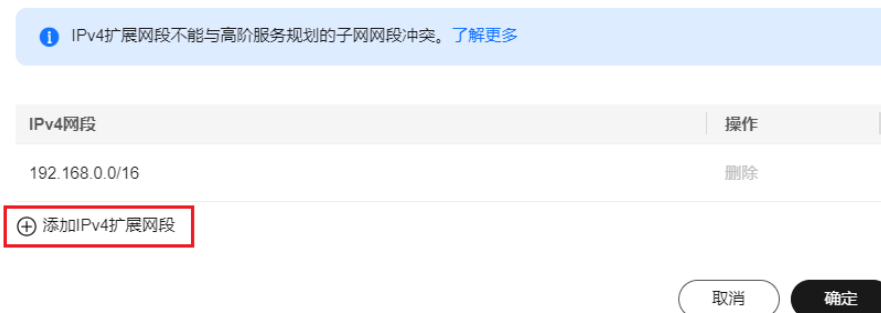 IPv4扩展网段不能与高阶服务规划的子网网段冲突。了解更多
IPv4网段 操作
192.168.0.0/16 删除
添加IPv4扩展网段
取消 确定